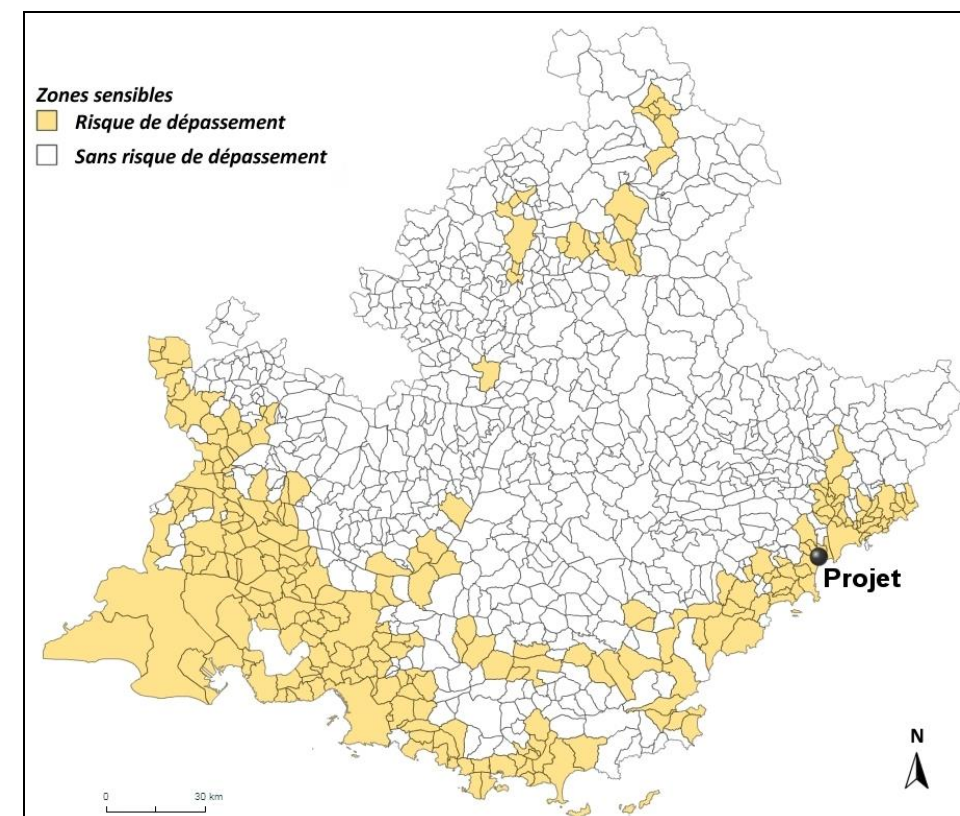 Zones sensibles
Risque de dépassement
Sans risque de dépassement
Projet
N
0 30 km